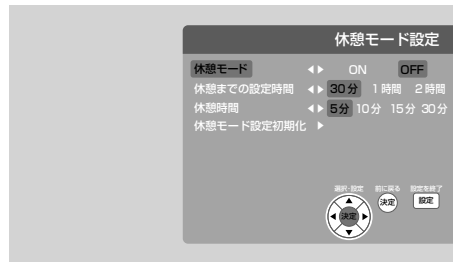 休憩モード設定
休憩モード ◀▶ ON OFF
休憩までの設定時間 ◀▶ 30分 1時間 2時間
休憩時間 ◀▶ 5分 10分 15分 30分
休憩モード設定初期化 ▶
選択・設定 前に戻る 設定を終了
決定 決定 設定